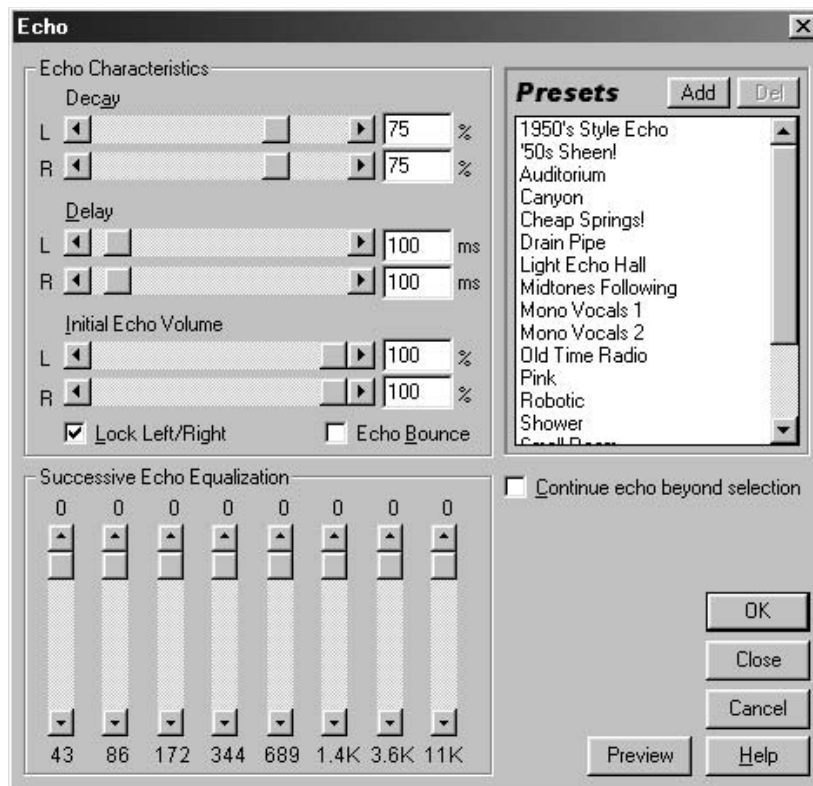 Echo
Echo Characteristics
Decay
L 75 %
R 75 %
Delay
L 100 ms
R 100 ms
Initial Echo Volume
L 100 %
R 100 %
Lock Left/Right Echo Bounce
Presets Add Del
1950's Style Echo
'50s Sheen!
Auditorium
Canyon
Cheap Springs!
Drain Pipe
Light Echo Hall
Midtones Following
Mono Vocals 1
Mono Vocals 2
Old Time Radio
Pink
Robotic
Shower
Small Room
Successive Echo Equalization
0 0 0 0 0 0 0 0
43 86 172 344 689 1.4K 3.6K 11K
Continue echo beyond selection
OK
Close
Cancel
Preview Help